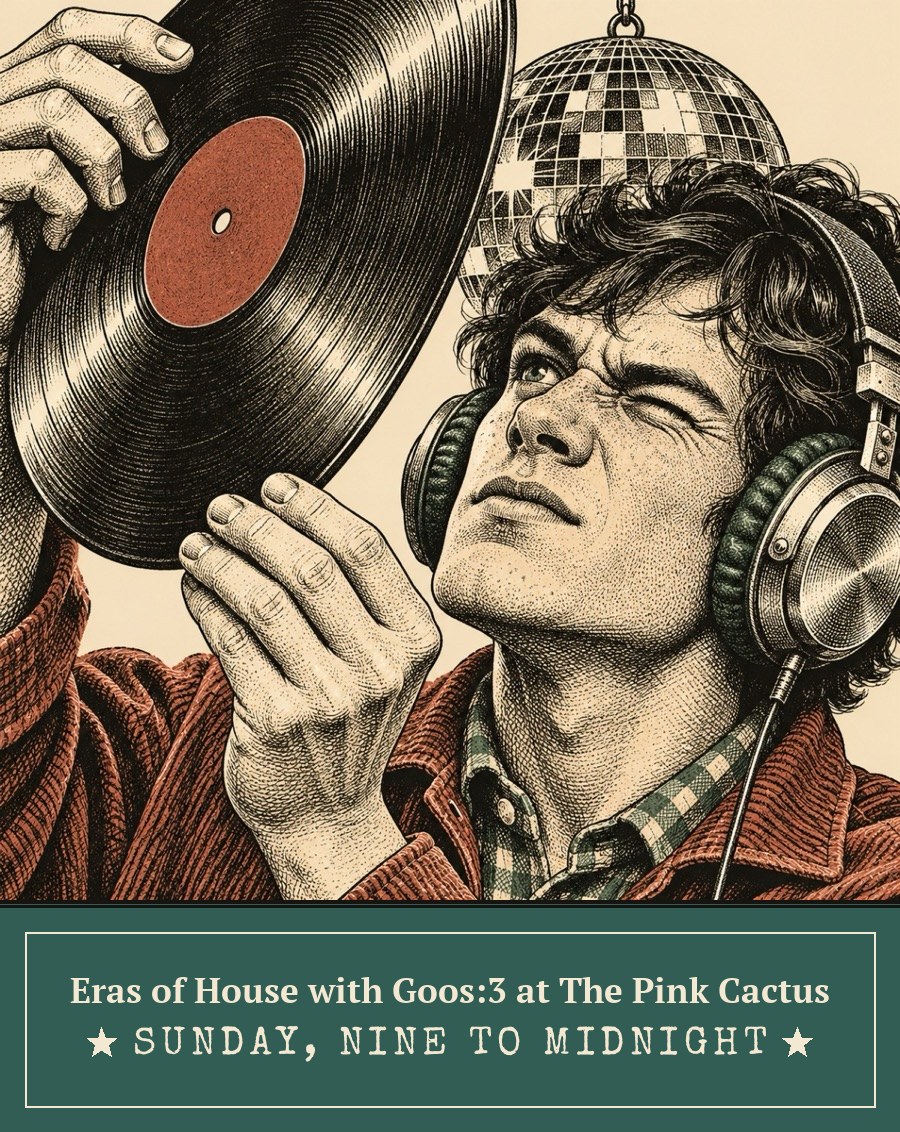 Eras of House with Goos:3 at The Pink Cactus
★ SUNDAY, NINE TO MIDNIGHT ★